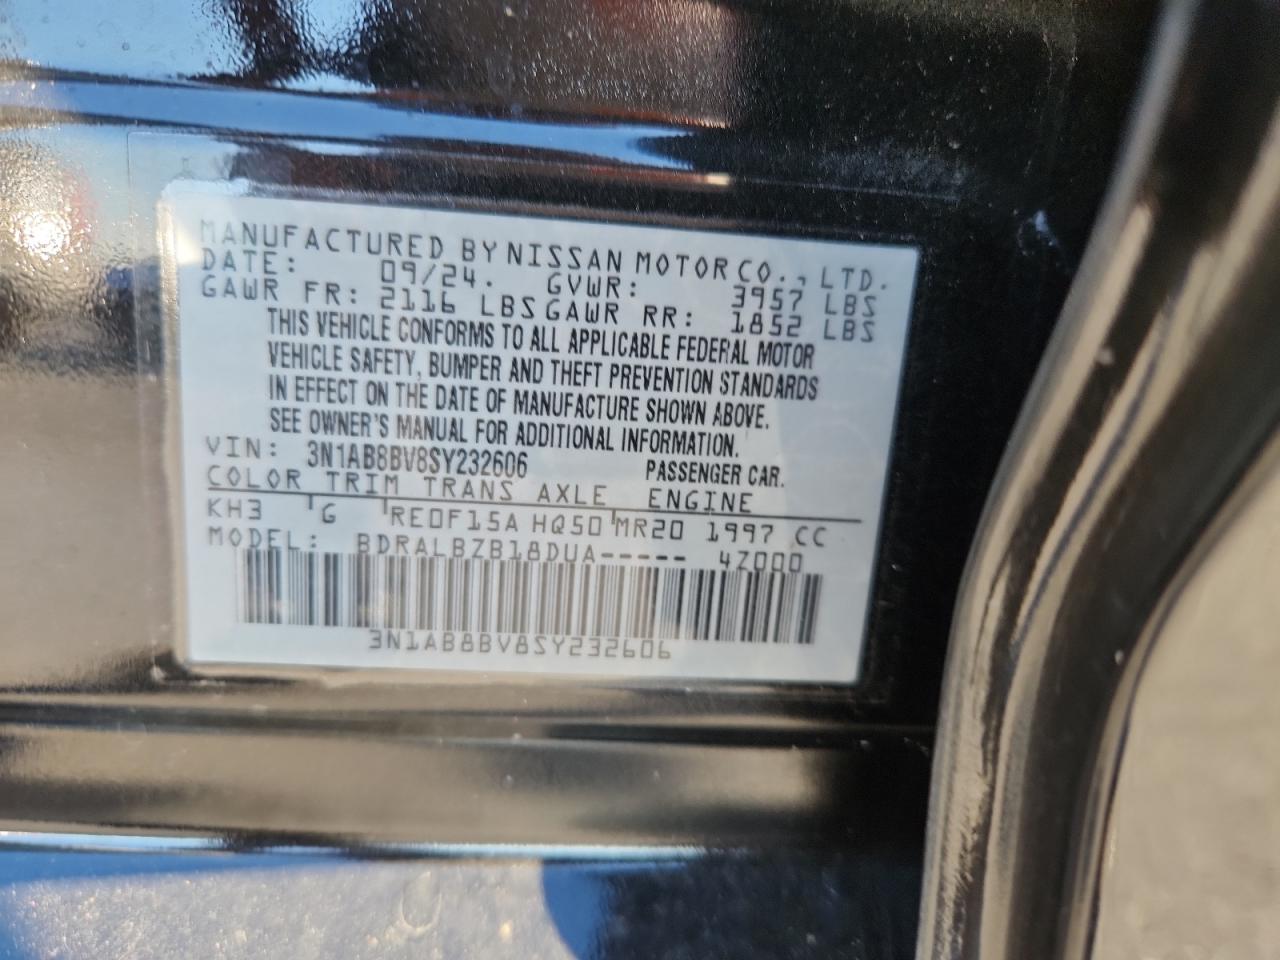 MANUFACTURED BY NISSAN MOTOR CO., LTD.
DATE: 09/24. GVWR: 3957 LBS
GAWR FR: 2116 LBS GAWR RR: 1852 LBS
THIS VEHICLE CONFORMS TO ALL APPLICABLE FEDERAL MOTOR
VEHICLE SAFETY, BUMPER AND THEFT PREVENTION STANDARDS
IN EFFECT ON THE DATE OF MANUFACTURE SHOWN ABOVE.
SEE OWNER'S MANUAL FOR ADDITIONAL INFORMATION.
VIN: 3N1AB8BV8SY232606 PASSENGER CAR.
COLOR TRIM TRANS AXLE ENGINE
KH3 G RE0F15A HQ50 MR20 1997 CC
MODEL: BDRALBZB18DUA----- 4Z000
3N1AB8BV8SY232606